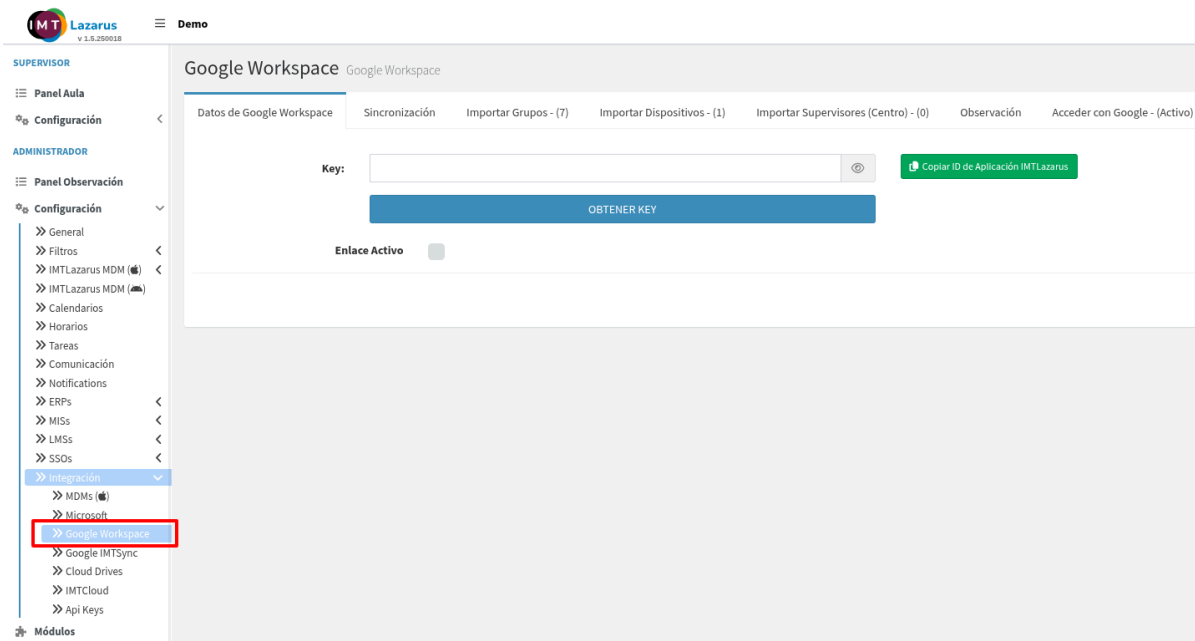 IMT Lazarus
v 1.5.250018
Demo
SUPERVISOR
Panel Aula
Configuración
ADMINISTRADOR
Panel Observación
Configuración
General
Filtros
IMTLazarus MDM ()
IMTLazarus MDM ()
Calendarios
Horarios
Tareas
Comunicación
Notifications
ERPs
MISs
LMSs
SSOs
Integración
MDMs ()
Microsoft
Google Workspace
Google IMTSync
Cloud Drives
IMTCloud
Api Keys
Módulos
Google Workspace Google Workspace
Datos de Google Workspace Sincronización Importar Grupos - (7) Importar Dispositivos - (1) Importar Supervisores (Centro) - (0) Observación Acceder con Google - (Activo)
Key: Copiar ID de Aplicación IMTLazarus
OBTENER KEY
Enlace Activo